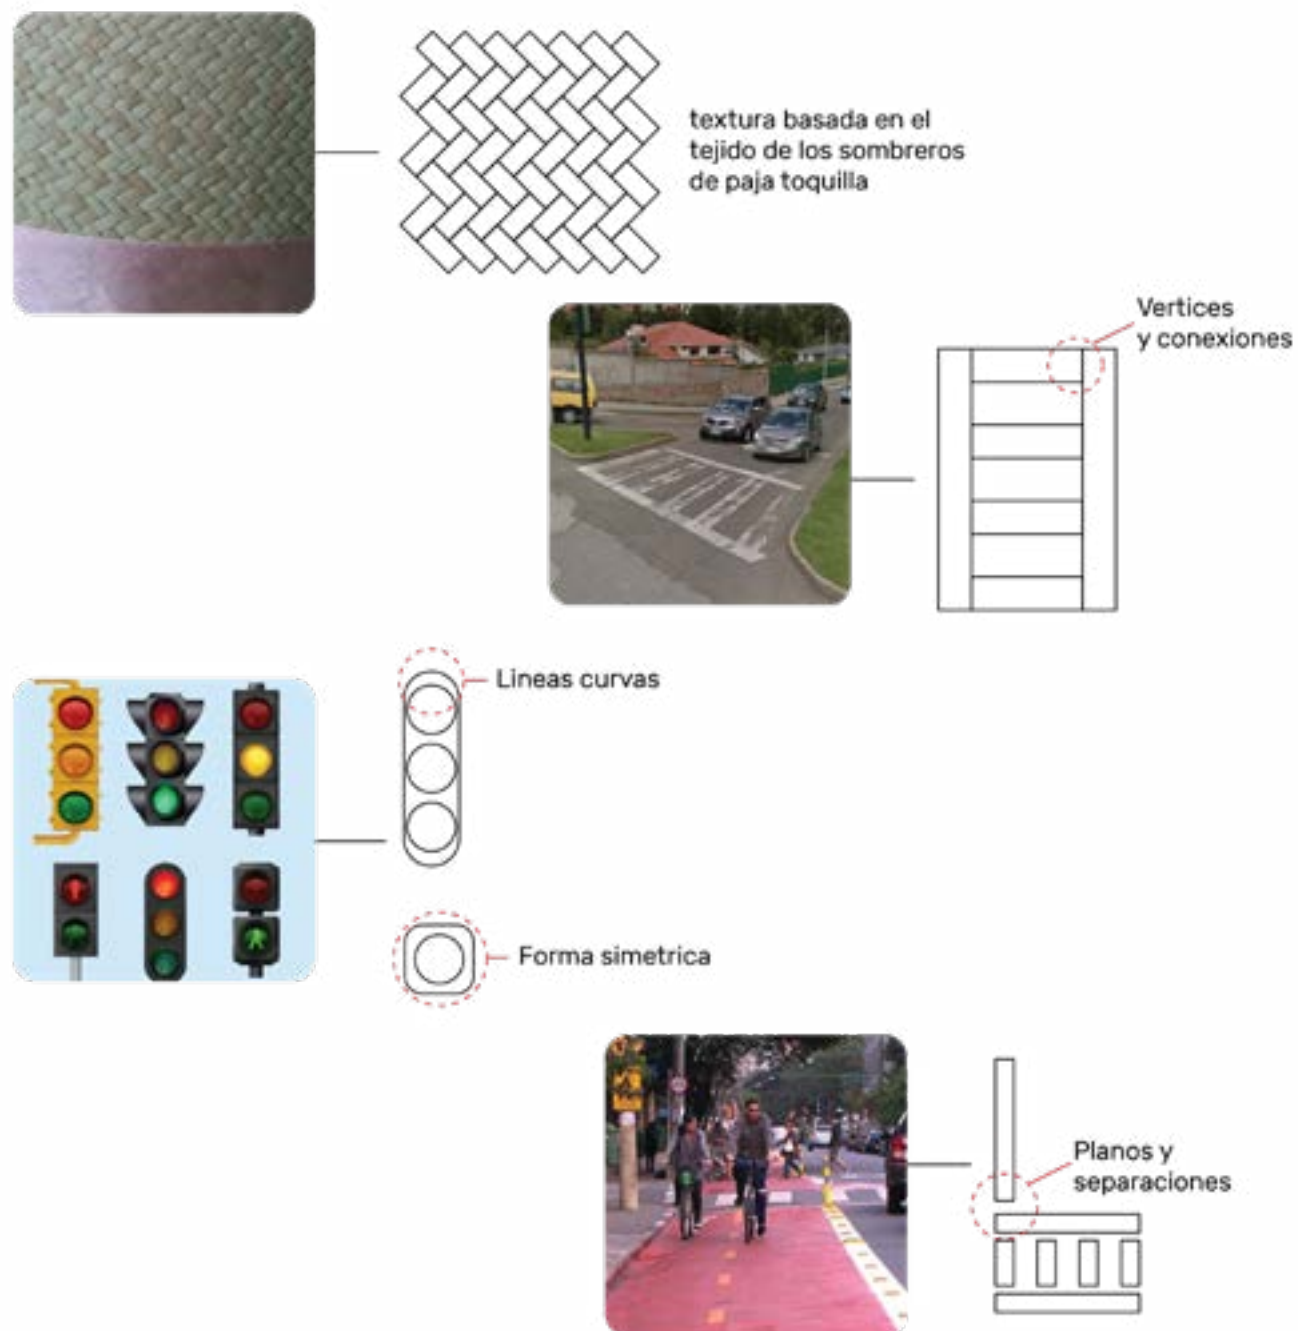 textura basada en el
tejido de los sombreros
de paja toquilla
Vertices
y conexiones
Lineas curvas
Forma simetrica
Planos y
separaciones